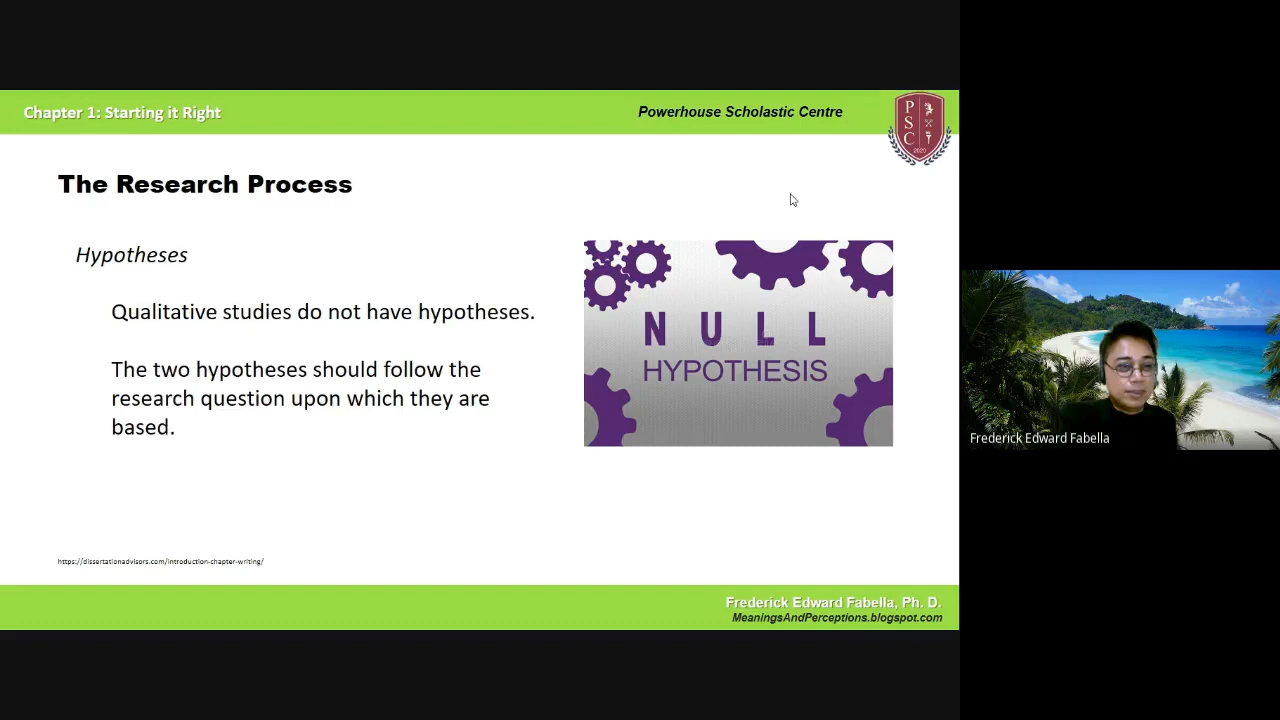 Chapter 1: Starting it Right
Powerhouse Scholastic Centre
P
S
C
2020
The Research Process
Hypotheses
Qualitative studies do not have hypotheses.
The two hypotheses should follow the
research question upon which they are
based.
NULL
HYPOTHESIS
Frederick Edward Fabella
https://dissertationadvisors.com/introduction-chapter-writing/
Frederick Edward Fabella, Ph. D.
MeaningsAndPerceptions.blogspot.com